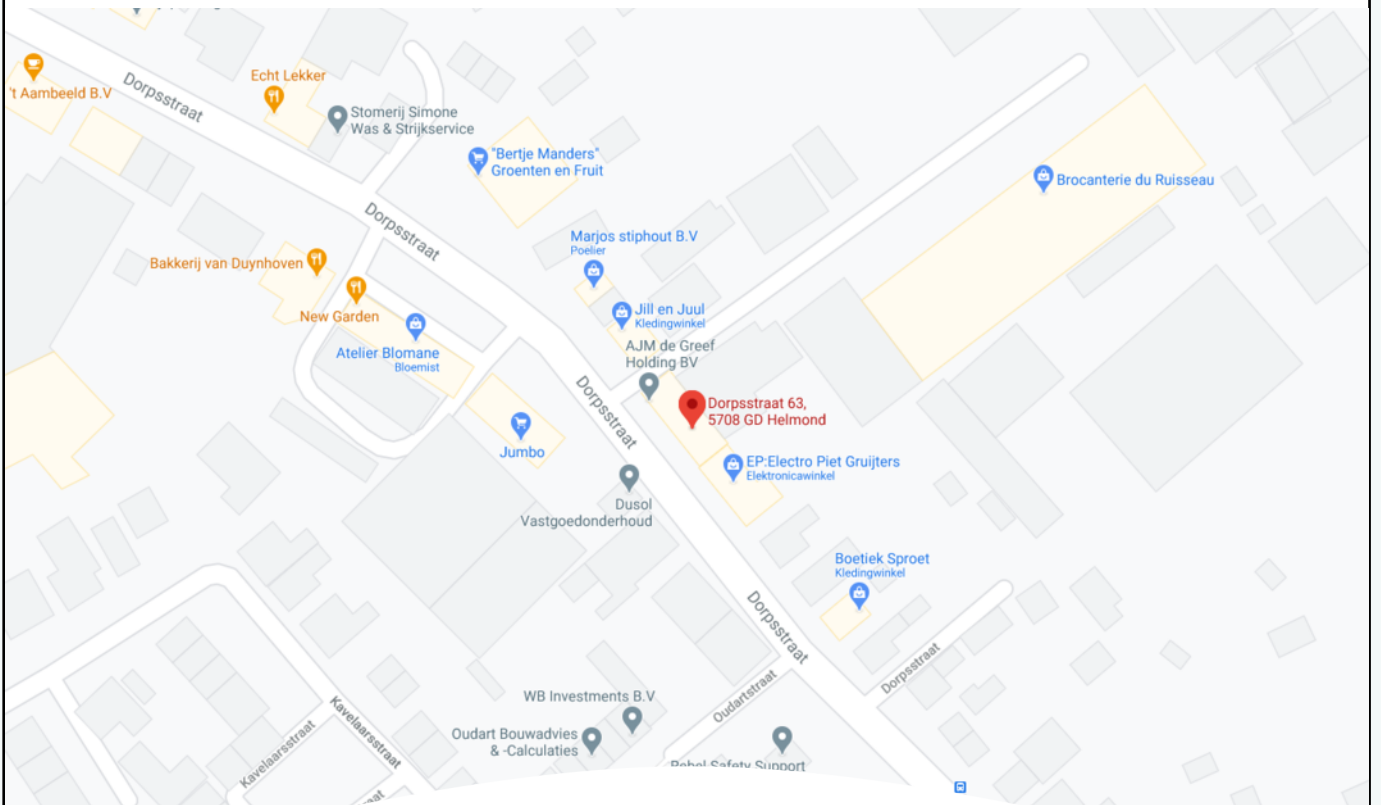 Dorpsstraat
Echt Lekker
't Aambeeld B.V
Stomerij Simone
Was & Strijkservice
"Bertje Manders"
Groenten en Fruit
Brocanterie du Ruisseau
Dorpsstraat
Marjos stiphout B.V
Poelier
Bakkerij van Duynhoven
New Garden
Jill en Juul
Kledingwinkel
Atelier Blomane
Bloemist
AJM de Greef
Holding BV
Dorpsstraat
Dorpsstraat 63,
5708 GD Helmond
Jumbo
EP:Electro Piet Gruijters
Elektronicawinkel
Dusol
Vastgoedonderhoud
Boetiek Sproet
Kledingwinkel
Dorpsstraat
Dorpsstraat
Oudartstraat
WB Investments B.V
Oudart Bouwadvies
& -Calculaties
Kavelaarsstraat
Kavelaarsstraat
Safety Support